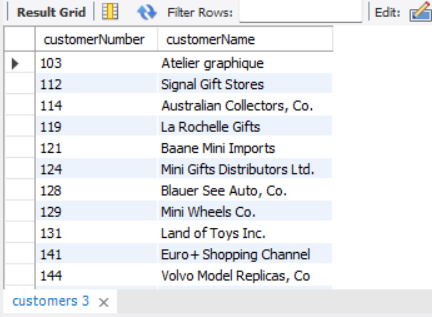 Result Grid Filter Rows: Edit:
customerNumber customerName
103 Atelier graphique
112 Signal Gift Stores
114 Australian Collectors, Co.
119 La Rochelle Gifts
121 Baane Mini Imports
124 Mini Gifts Distributors Ltd.
128 Blauer See Auto, Co.
129 Mini Wheels Co.
131 Land of Toys Inc.
141 Euro+ Shopping Channel
144 Volvo Model Replicas, Co
customers 3